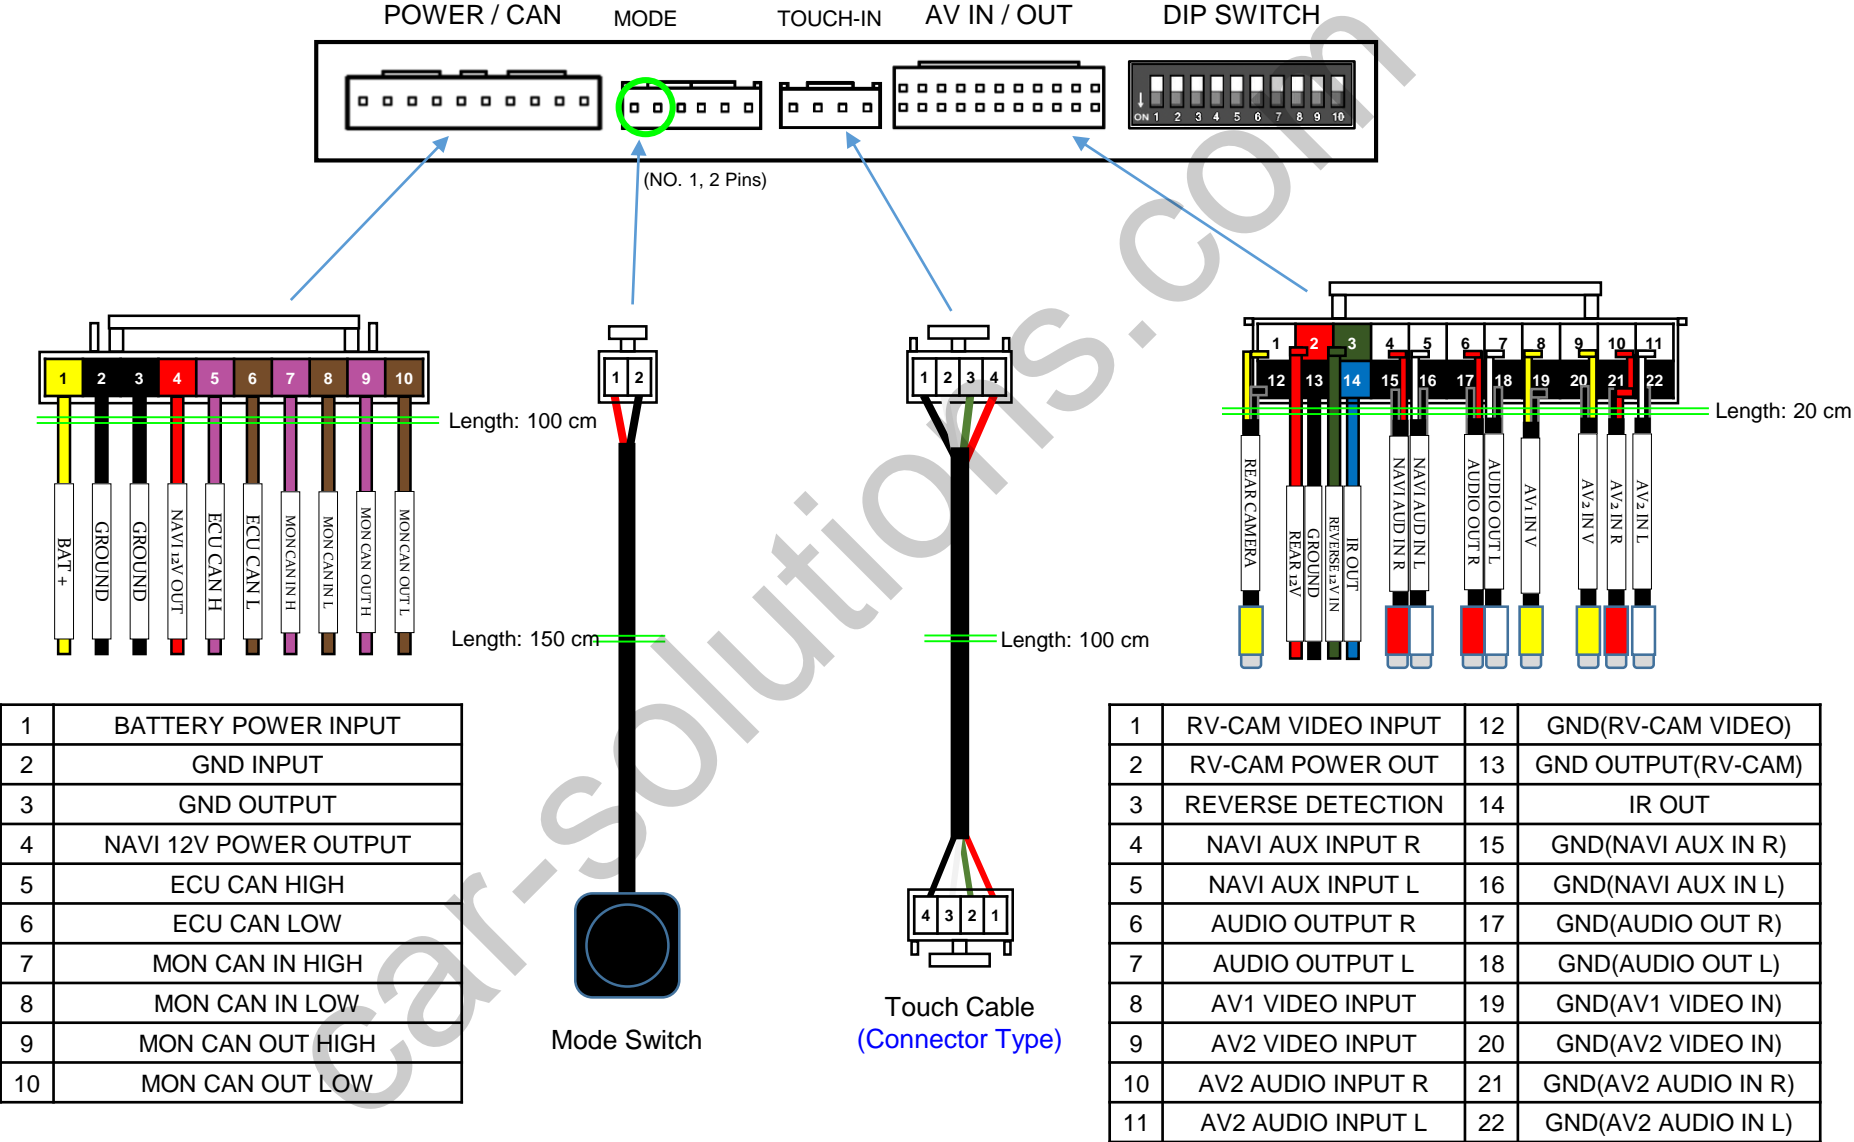 POWER / CAN
MODE
TOUCH-IN
AV IN / OUT
DIP SWITCH
ON 1 2 3 4 5 6 7 8 9 10
(NO. 1, 2 Pins)
1 2 3 4 5 6 7 8 9 10
Length: 100 cm
BAT +
GROUND
GROUND
NAVI 12V OUT
ECU CAN H
ECU CAN L
MON CAN IN H
MON CAN IN L
MON CAN OUT H
MON CAN OUT L
1 2
Length: 150 cm
Mode Switch
1 2 3 4
Length: 100 cm
4 3 2 1
Touch Cable
(Connector Type)
1 2 3 4 5 6 7 8 9 10 11
12 13 14 15 16 17 18 19 20 21 22
Length: 20 cm
REAR CAMERA
REAR 12V
GROUND
REVERSE 12V IN
IR OUT
NAVI AUD IN R
NAVI AUD IN L
AUDIO OUT R
AUDIO OUT L
AV1 IN V
AV2 IN V
AV2 IN R
AV2 IN L
1 BATTERY POWER INPUT
2 GND INPUT
3 GND OUTPUT
4 NAVI 12V POWER OUTPUT
5 ECU CAN HIGH
6 ECU CAN LOW
7 MON CAN IN HIGH
8 MON CAN IN LOW
9 MON CAN OUT HIGH
10 MON CAN OUT LOW
1 RV-CAM VIDEO INPUT 12 GND(RV-CAM VIDEO)
2 RV-CAM POWER OUT 13 GND OUTPUT(RV-CAM)
3 REVERSE DETECTION 14 IR OUT
4 NAVI AUX INPUT R 15 GND(NAVI AUX IN R)
5 NAVI AUX INPUT L 16 GND(NAVI AUX IN L)
6 AUDIO OUTPUT R 17 GND(AUDIO OUT R)
7 AUDIO OUTPUT L 18 GND(AUDIO OUT L)
8 AV1 VIDEO INPUT 19 GND(AV1 VIDEO IN)
9 AV2 VIDEO INPUT 20 GND(AV2 VIDEO IN)
10 AV2 AUDIO INPUT R 21 GND(AV2 AUDIO IN R)
11 AV2 AUDIO INPUT L 22 GND(AV2 AUDIO IN L)
car-solutions.com